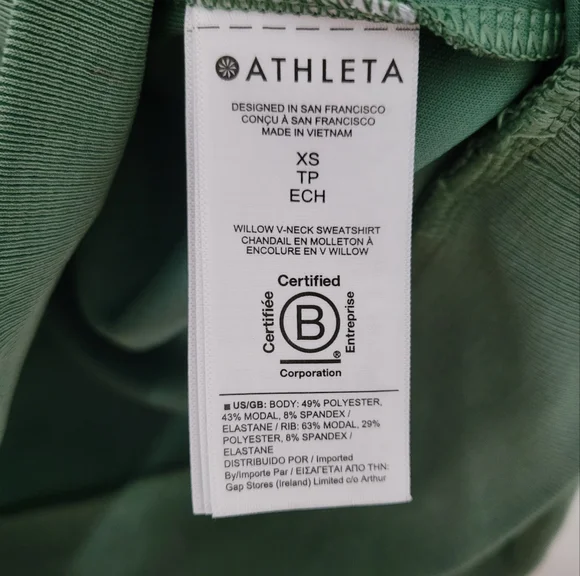 ATHLETA
DESIGNED IN SAN FRANCISCO
CONÇU À SAN FRANCISCO
MADE IN VIETNAM
XS
TP
ECH
WILLOW V-NECK SWEATSHIRT
CHANDAIL EN MOLLETON À
ENCOLURE EN V WILLOW
Certified
Certifiée
B
Entreprise
®
Corporation
US/GB: BODY: 49% POLYESTER,
43% MODAL, 8% SPANDEX /
ELASTANE / RIB: 63% MODAL, 29%
POLYESTER, 8% SPANDEX /
ELASTANE
DISTRIBUIDO POR / Imported
By/Importe Par / ΕΙΣΑΓΕΤΑΙ ΑΠΟ ΤΗΝ:
Gap Stores (Ireland) Limited c/o Arthur